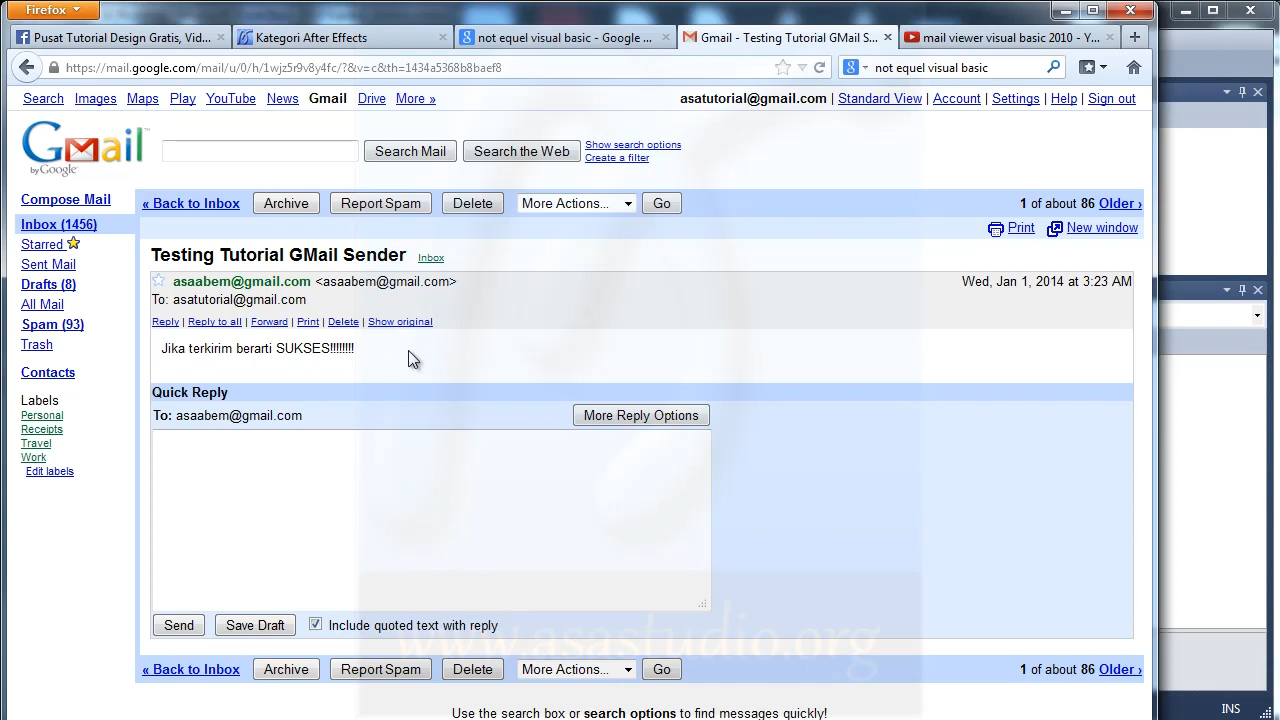 Firefox
Pusat Tutorial Design Gratis, Vid...
Kategori After Effects
not equel visual basic - Google ...
Gmail - Testing Tutorial GMail S...
mail viewer visual basic 2010 - Y...
https://mail.google.com/mail/u/0/h/1wjz5r9v8y4fc/?&tv=c&th=1434a5368b8baef8
not equel visual basic
Search Images Maps Play YouTube News Gmail Drive More »
asatutorial@gmail.com | Standard View | Account | Settings | Help | Sign out
Gmail
by Google
Search Mail
Search the Web
Show search options
Create a filter
Compose Mail
Inbox (1456)
Starred
Sent Mail
Drafts (8)
All Mail
Spam (93)
Trash
Contacts
Labels
Personal
Receipts
Travel
Work
Edit labels
« Back to Inbox Archive Report Spam Delete More Actions... Go 1 of about 86 Older ›
Print New window
Testing Tutorial GMail Sender Inbox
asaabem@gmail.com <asaabem@gmail.com> Wed, Jan 1, 2014 at 3:23 AM
To: asatutorial@gmail.com
Reply | Reply to all | Forward | Print | Delete | Show original
Jika terkirim berarti SUKSES!!!!!!!!
Quick Reply
To: asaabem@gmail.com More Reply Options
Send Save Draft Include quoted text with reply
www.asastudio.org
« Back to Inbox Archive Report Spam Delete More Actions... Go 1 of about 86 Older ›
Use the search box or search options to find messages quickly!
INS